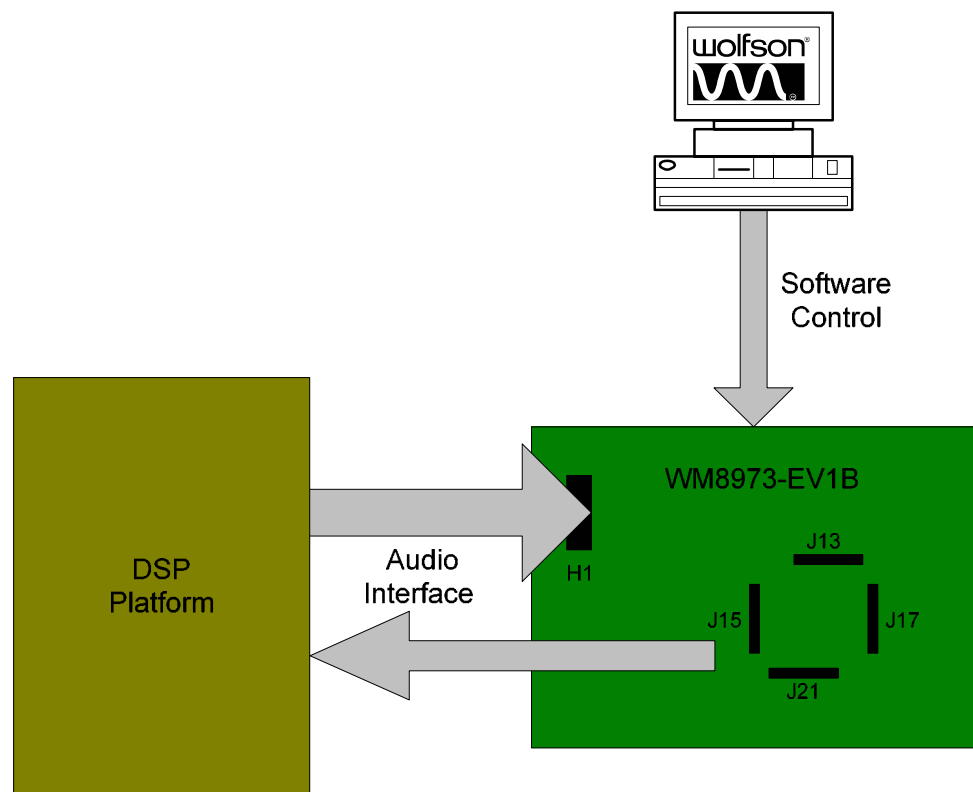 wolfson®
Software
Control
WM8973-EV1B
J13
H1
Audio
Interface
DSP
Platform
J15
J17
J21